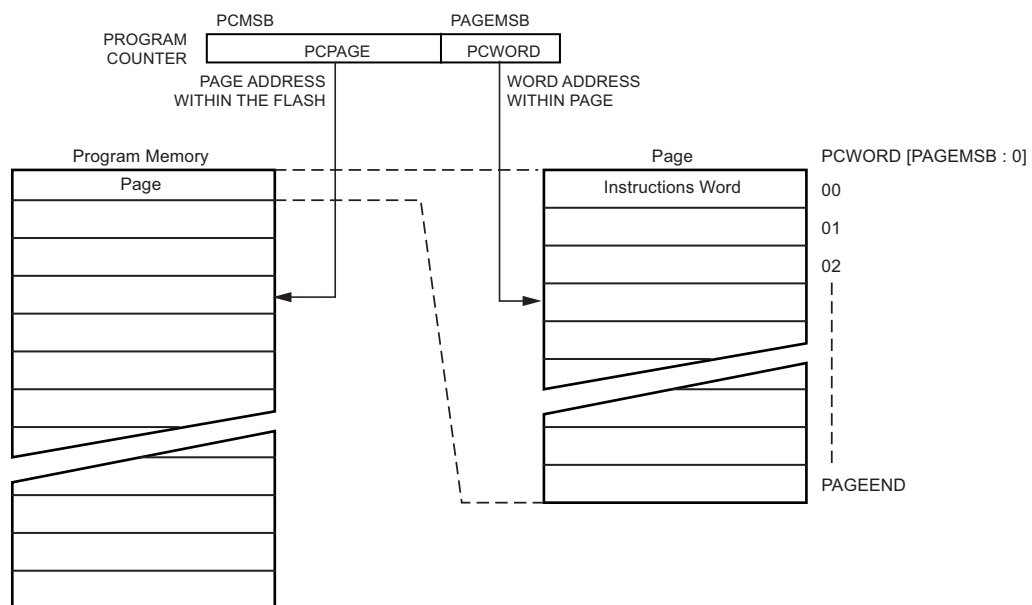 PCMSB
PAGEMSB
PROGRAM
COUNTER
PCPAGE
PCWORD
PAGE ADDRESS
WITHIN THE FLASH
WORD ADDRESS
WITHIN PAGE
Program Memory
Page
PCWORD [PAGEMSB : 0]
Page
Instructions Word
00
01
02
PAGEEND